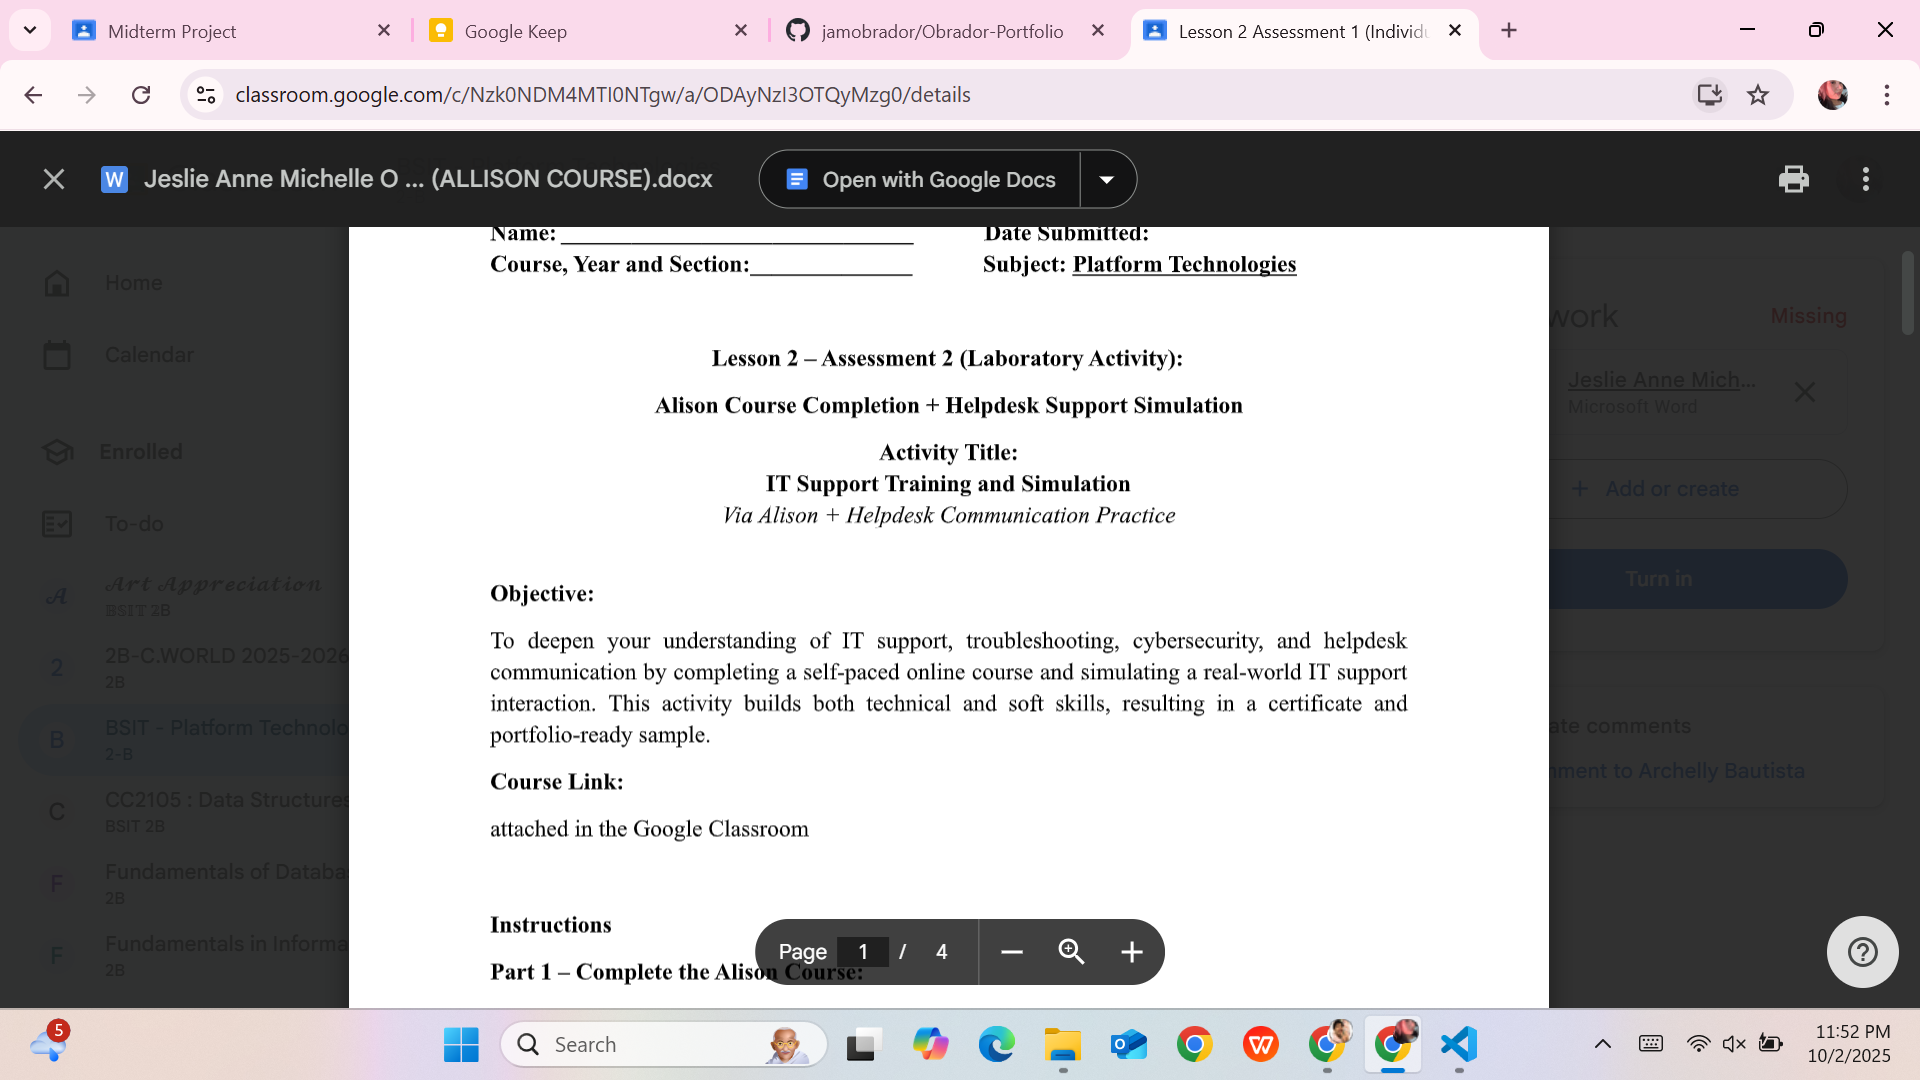 Midterm Project
Google Keep
jamobrador/Obrador-Portfolio
Lesson 2 Assessment 1 (Individu
classroom.google.com/c/Nzk0NDM4MTI0NTgw/a/ODAyNzI3OTQyMzg0/details
W Jeslie Anne Michelle O ... (ALLISON COURSE).docx
Open with Google Docs
Name:
Date Submitted:
Course, Year and Section:
Subject: Platform Technologies
Lesson 2 – Assessment 2 (Laboratory Activity):
Alison Course Completion + Helpdesk Support Simulation
Activity Title:
IT Support Training and Simulation
Via Alison + Helpdesk Communication Practice
Objective:
To deepen your understanding of IT support, troubleshooting, cybersecurity, and helpdesk
communication by completing a self-paced online course and simulating a real-world IT support
interaction. This activity builds both technical and soft skills, resulting in a certificate and
portfolio-ready sample.
Course Link:
attached in the Google Classroom
Instructions
Part 1 – Complete the Alison Course:
Page 1 / 4
Home
Calendar
Enrolled
To-do
A
𝓐𝓻𝓽 𝓐𝓹𝓹𝓻𝓮𝓬𝓲𝓪𝓽𝓲𝓸𝓷
BSIT 2B
2
2B-C.WORLD 2025-2026
2B
B
BSIT - Platform Technolo
2-B
C
CC2105 : Data Structures
BSIT 2B
F
Fundamentals of Databa
2B
F
Fundamentals in Informa
2B
work
Missing
Jeslie Anne Mich...
Microsoft Word
+ Add or create
Turn in
ate comments
mment to Archelly Bautista
5
Search
11:52 PM
10/2/2025